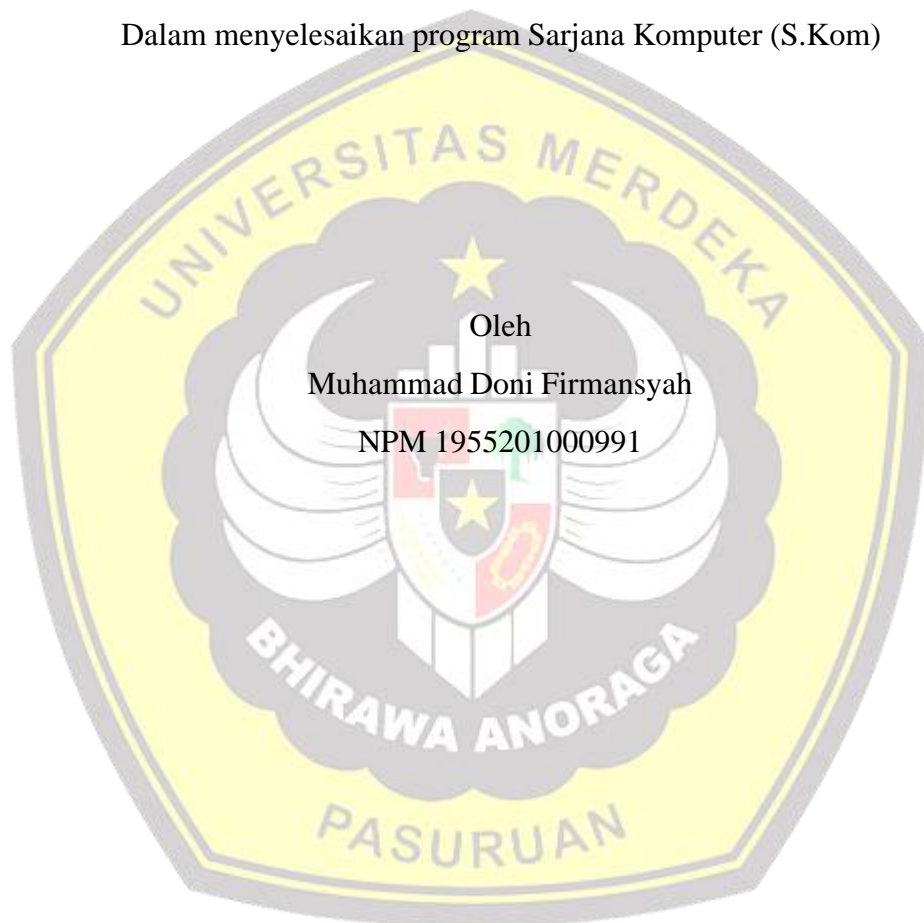 Dalam menyelesaikan program Sarjana Komputer (S.Kom)
UNIVERSITAS MERDEKA
Oleh
Muhammad Doni Firmansyah
NPM 1955201000991
BHIRAWA ANORAGA
PASURUAN